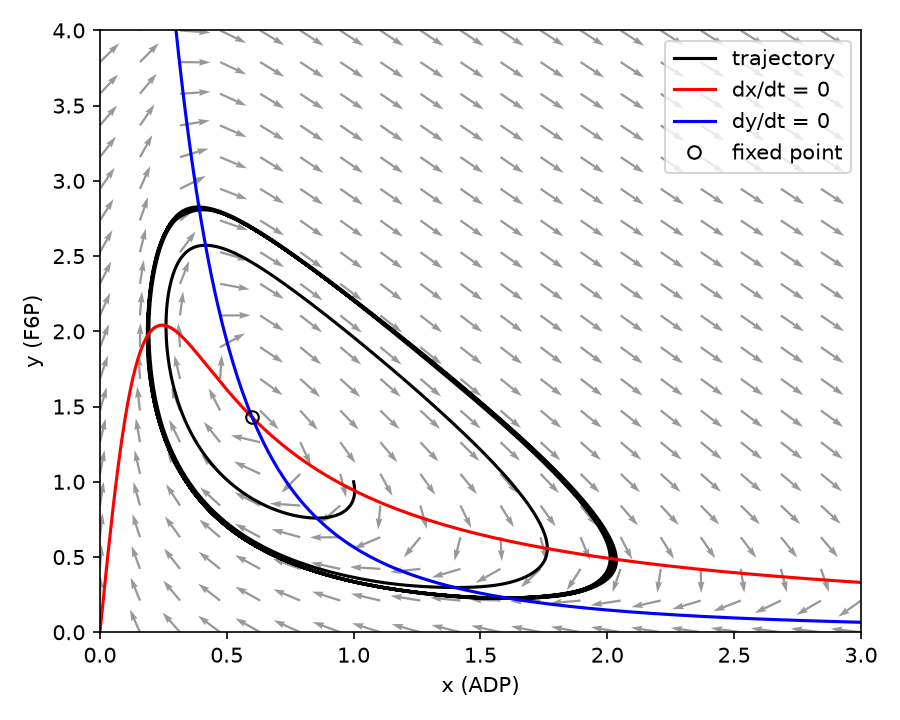 4.0
3.5
3.0
2.5
2.0
1.5
1.0
0.5
0.0
y (F6P)
trajectory
dx/dt = 0
dy/dt = 0
fixed point
0.0 0.5 1.0 1.5 2.0 2.5 3.0
x (ADP)